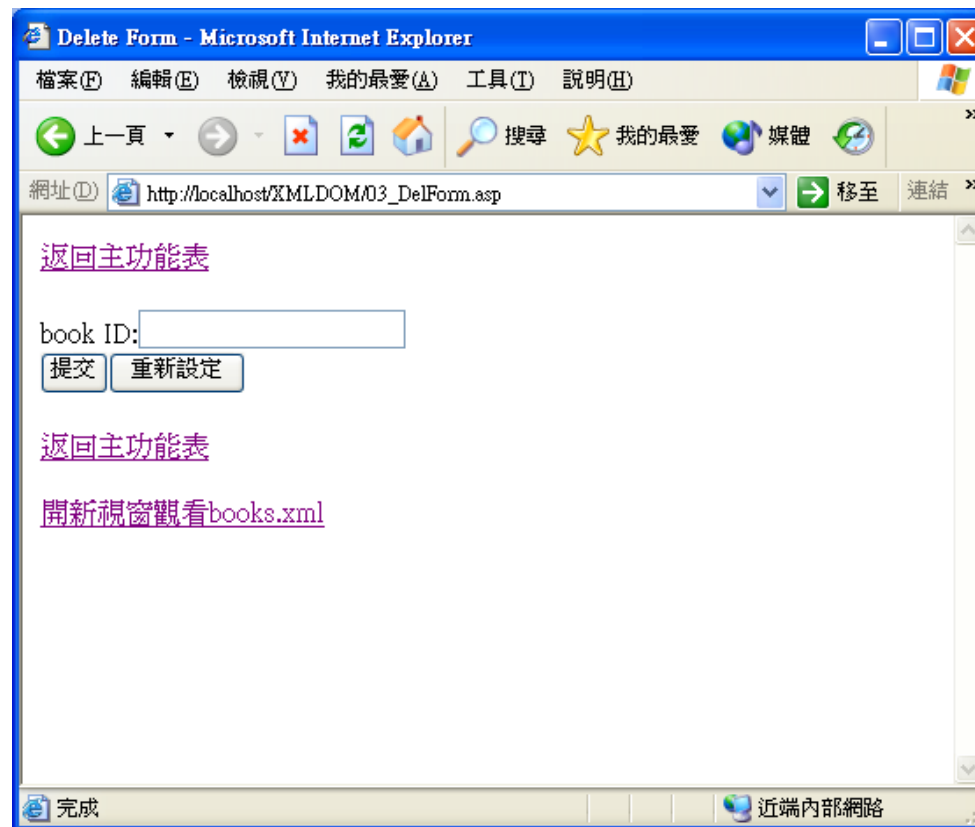 Delete Form - Microsoft Internet Explorer
檔案(F) 編輯(E) 檢視(V) 我的最愛(A) 工具(T) 說明(H)
上一頁 搜尋 我的最愛 媒體 »
網址(D) http://localhost/XMLDOM/03_DelForm.asp 移至 連結 »
返回主功能表
book ID:
提交 重新設定
返回主功能表
開新視窗觀看books.xml
完成 近端內部網路